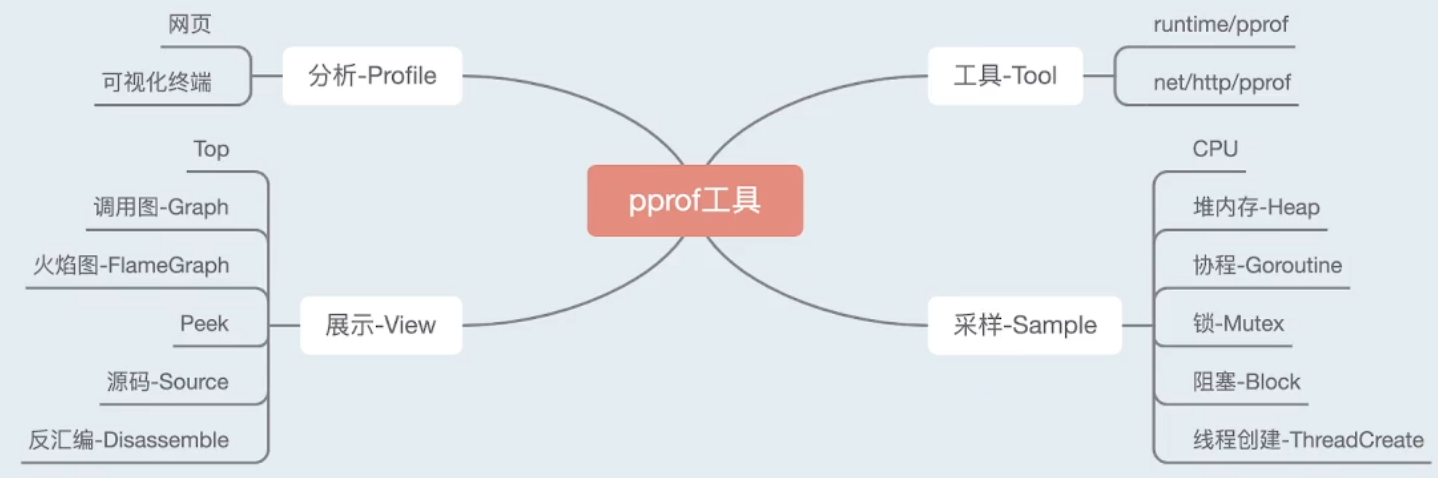 pprof工具
分析-Profile
网页
可视化终端
工具-Tool
runtime/pprof
net/http/pprof
展示-View
Top
调用图-Graph
火焰图-FlameGraph
Peek
源码-Source
反汇编-Disassemble
采样-Sample
CPU
堆内存-Heap
协程-Goroutine
锁-Mutex
阻塞-Block
线程创建-ThreadCreate